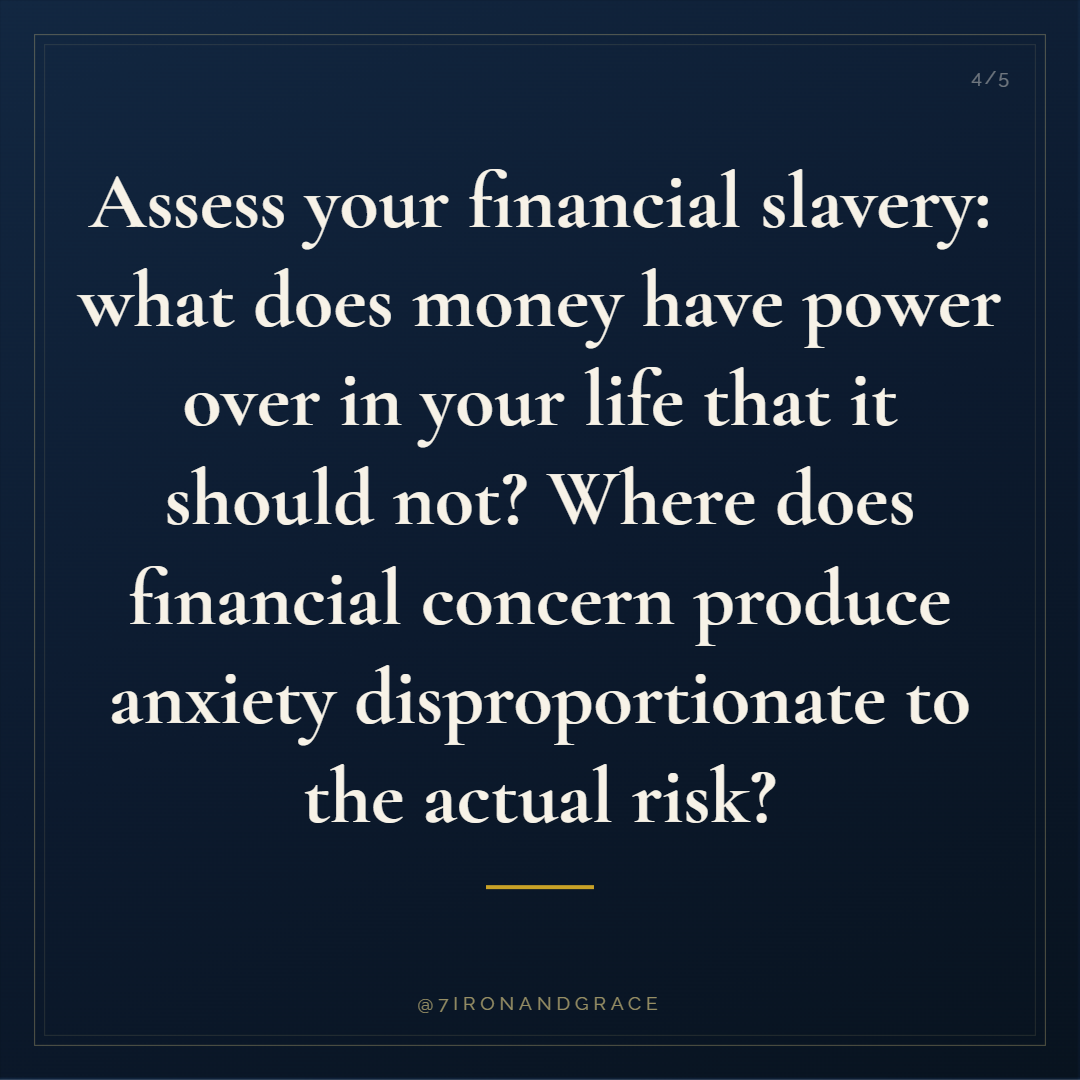 4/5
Assess your financial slavery:
what does money have power
over in your life that it
should not? Where does
financial concern produce
anxiety disproportionate to
the actual risk?
@7IRONANDGRACE